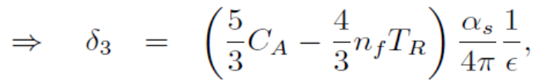 ⇒ δ₃ = (5/3 C_A − 4/3 n_f T_R) α_s/4π 1/ϵ,